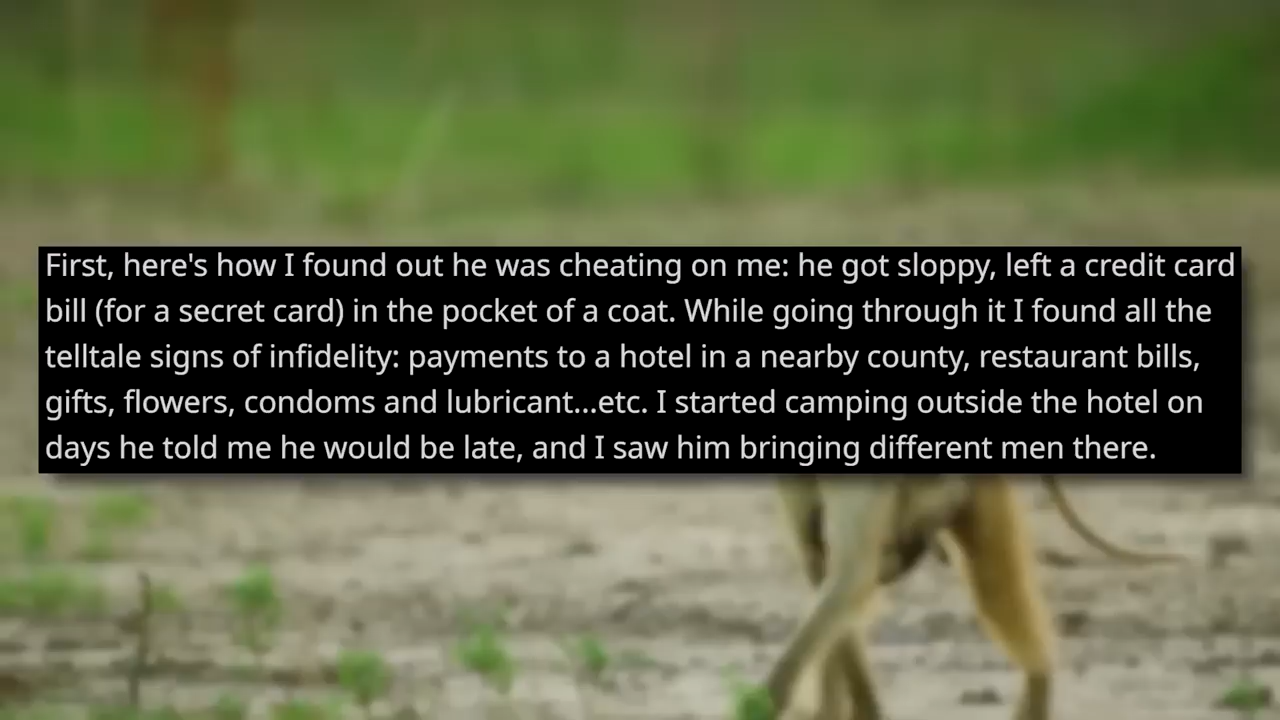 First, here's how I found out he was cheating on me: he got sloppy, left a credit card
bill (for a secret card) in the pocket of a coat. While going through it I found all the
telltale signs of infidelity: payments to a hotel in a nearby county, restaurant bills,
gifts, flowers, condoms and lubricant...etc. I started camping outside the hotel on
days he told me he would be late, and I saw him bringing different men there.